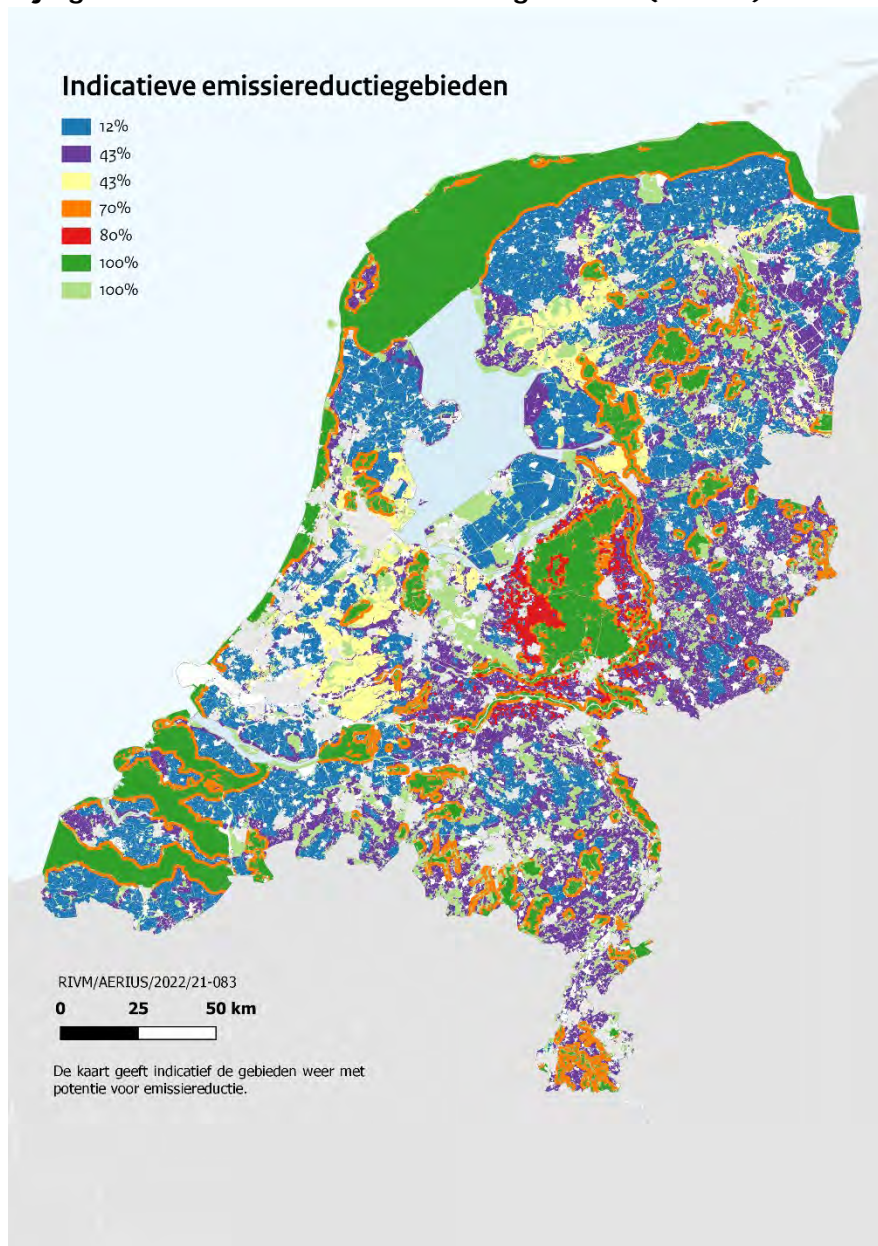 Indicatieve emissiereductiegebieden
12%
43%
43%
70%
80%
100%
100%
RIVM/AERIUS/2022/21-083
0 25 50 km
De kaart geeft indicatief de gebieden weer met
potentie voor emissiereductie.